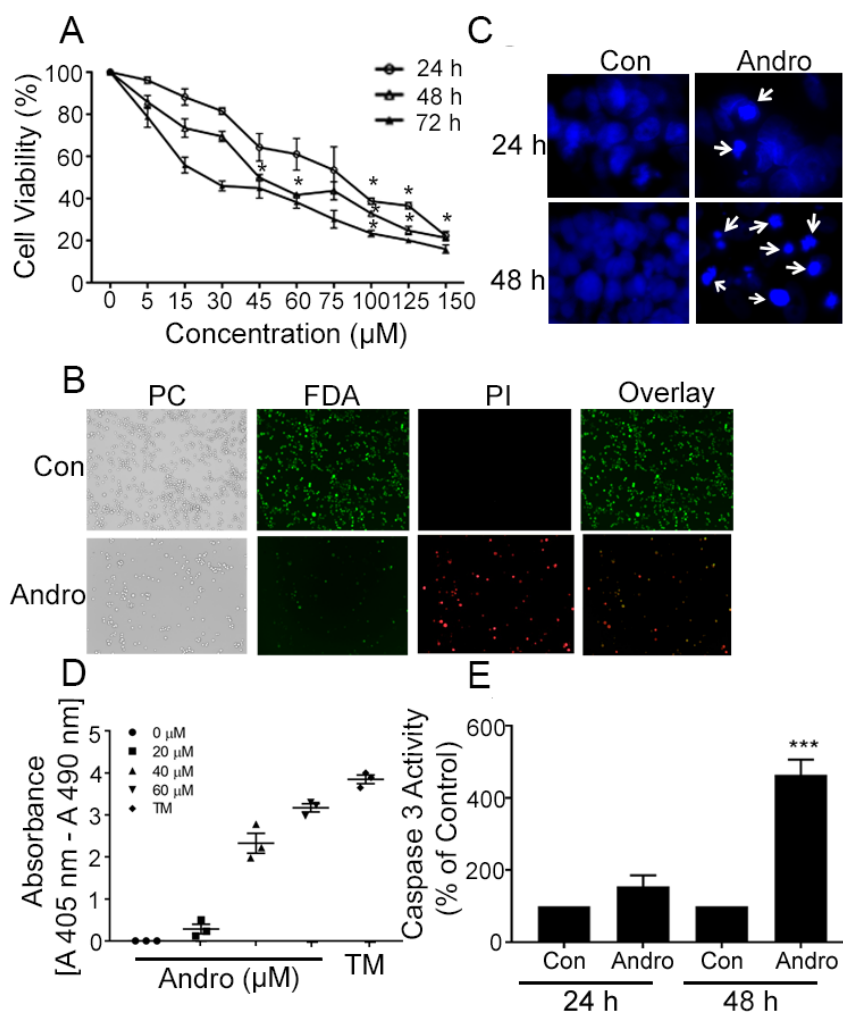 A
Cell Viability (%)
100
80
60
40
20
0
24 h
48 h
72 h
* * * * * * * *
0 5 15 30 45 60 75 100 125 150
Concentration (µM)
C
Con Andro
24 h
48 h
B
PC FDA PI Overlay
Con
Andro
D
Absorbance
[A 405 nm - A 490 nm]
5
4
3
2
1
0
0 µM
20 µM
40 µM
60 µM
TM
Andro (µM) TM
E
Caspase 3 Activity
(% of Control)
600
400
200
0
***
Con Andro Con Andro
24 h 48 h